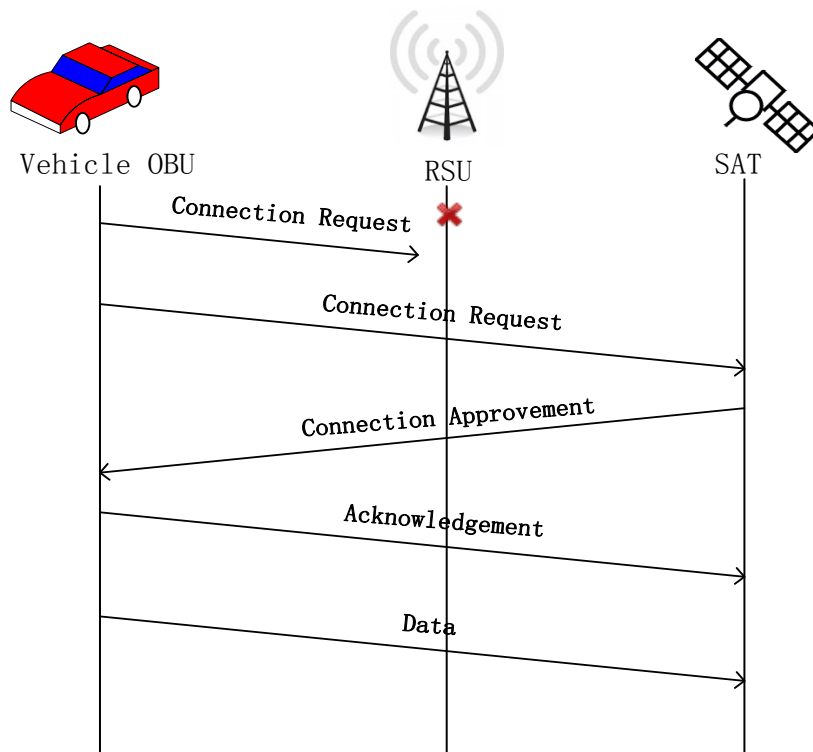 Vehicle OBU
RSU
SAT
Connection Request
Connection Request
Connection Approvement
Acknowledgement
Data